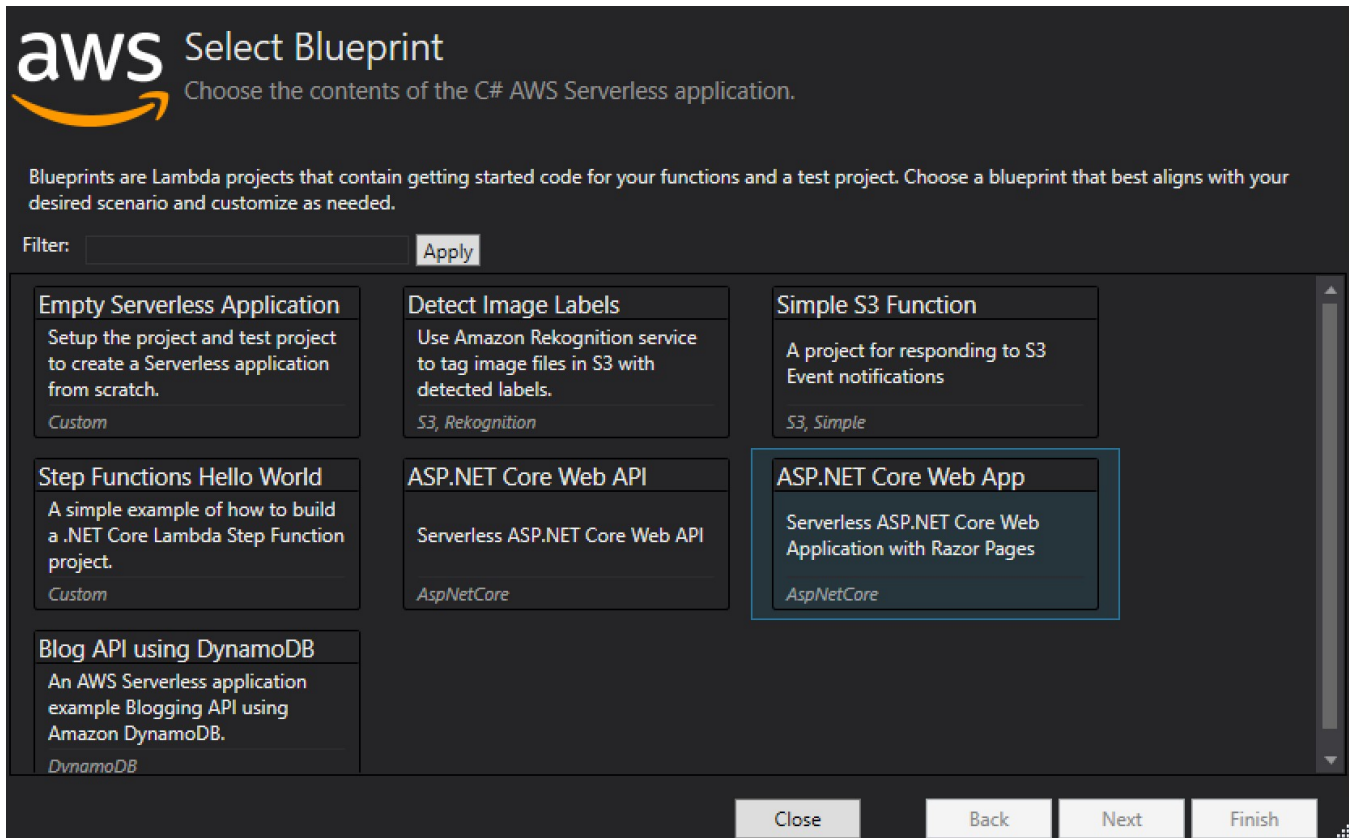 aws
Select Blueprint
Choose the contents of the C# AWS Serverless application.
Blueprints are Lambda projects that contain getting started code for your functions and a test project. Choose a blueprint that best aligns with your
desired scenario and customize as needed.
Filter:
Apply
Empty Serverless Application
Setup the project and test project
to create a Serverless application
from scratch.
Custom
Detect Image Labels
Use Amazon Rekognition service
to tag image files in S3 with
detected labels.
S3, Rekognition
Simple S3 Function
A project for responding to S3
Event notifications
S3, Simple
Step Functions Hello World
A simple example of how to build
a .NET Core Lambda Step Function
project.
Custom
ASP.NET Core Web API
Serverless ASP.NET Core Web API
AspNetCore
ASP.NET Core Web App
Serverless ASP.NET Core Web
Application with Razor Pages
AspNetCore
Blog API using DynamoDB
An AWS Serverless application
example Blogging API using
Amazon DynamoDB.
DynamoDB
Close
Back
Next
Finish